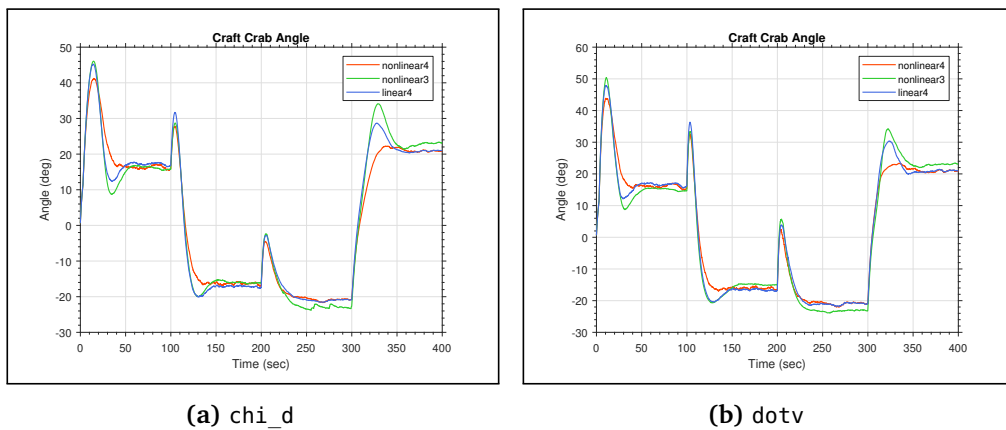 Craft Crab Angle
50
40
30
20
10
0
-10
-20
-30
Angle (deg)
nonlinear4
nonlinear3
linear4
0 50 100 150 200 250 300 350 400
Time (sec)
(a) chi_d
Craft Crab Angle
60
50
40
30
20
10
0
-10
-20
-30
Angle (deg)
nonlinear4
nonlinear3
linear4
0 50 100 150 200 250 300 350 400
Time (sec)
(b) dotv